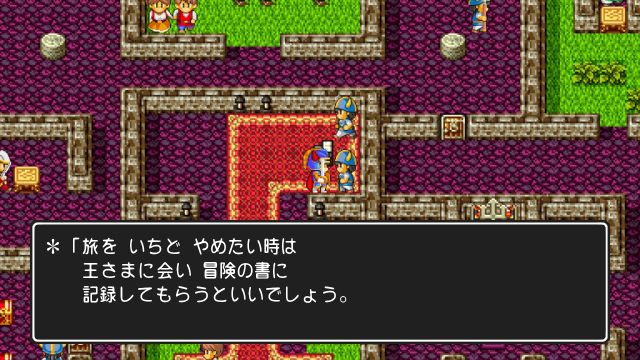 ＊「旅を いちど やめたい時は
王さまに会い 冒険の書に
記録してもらうといいでしょう。